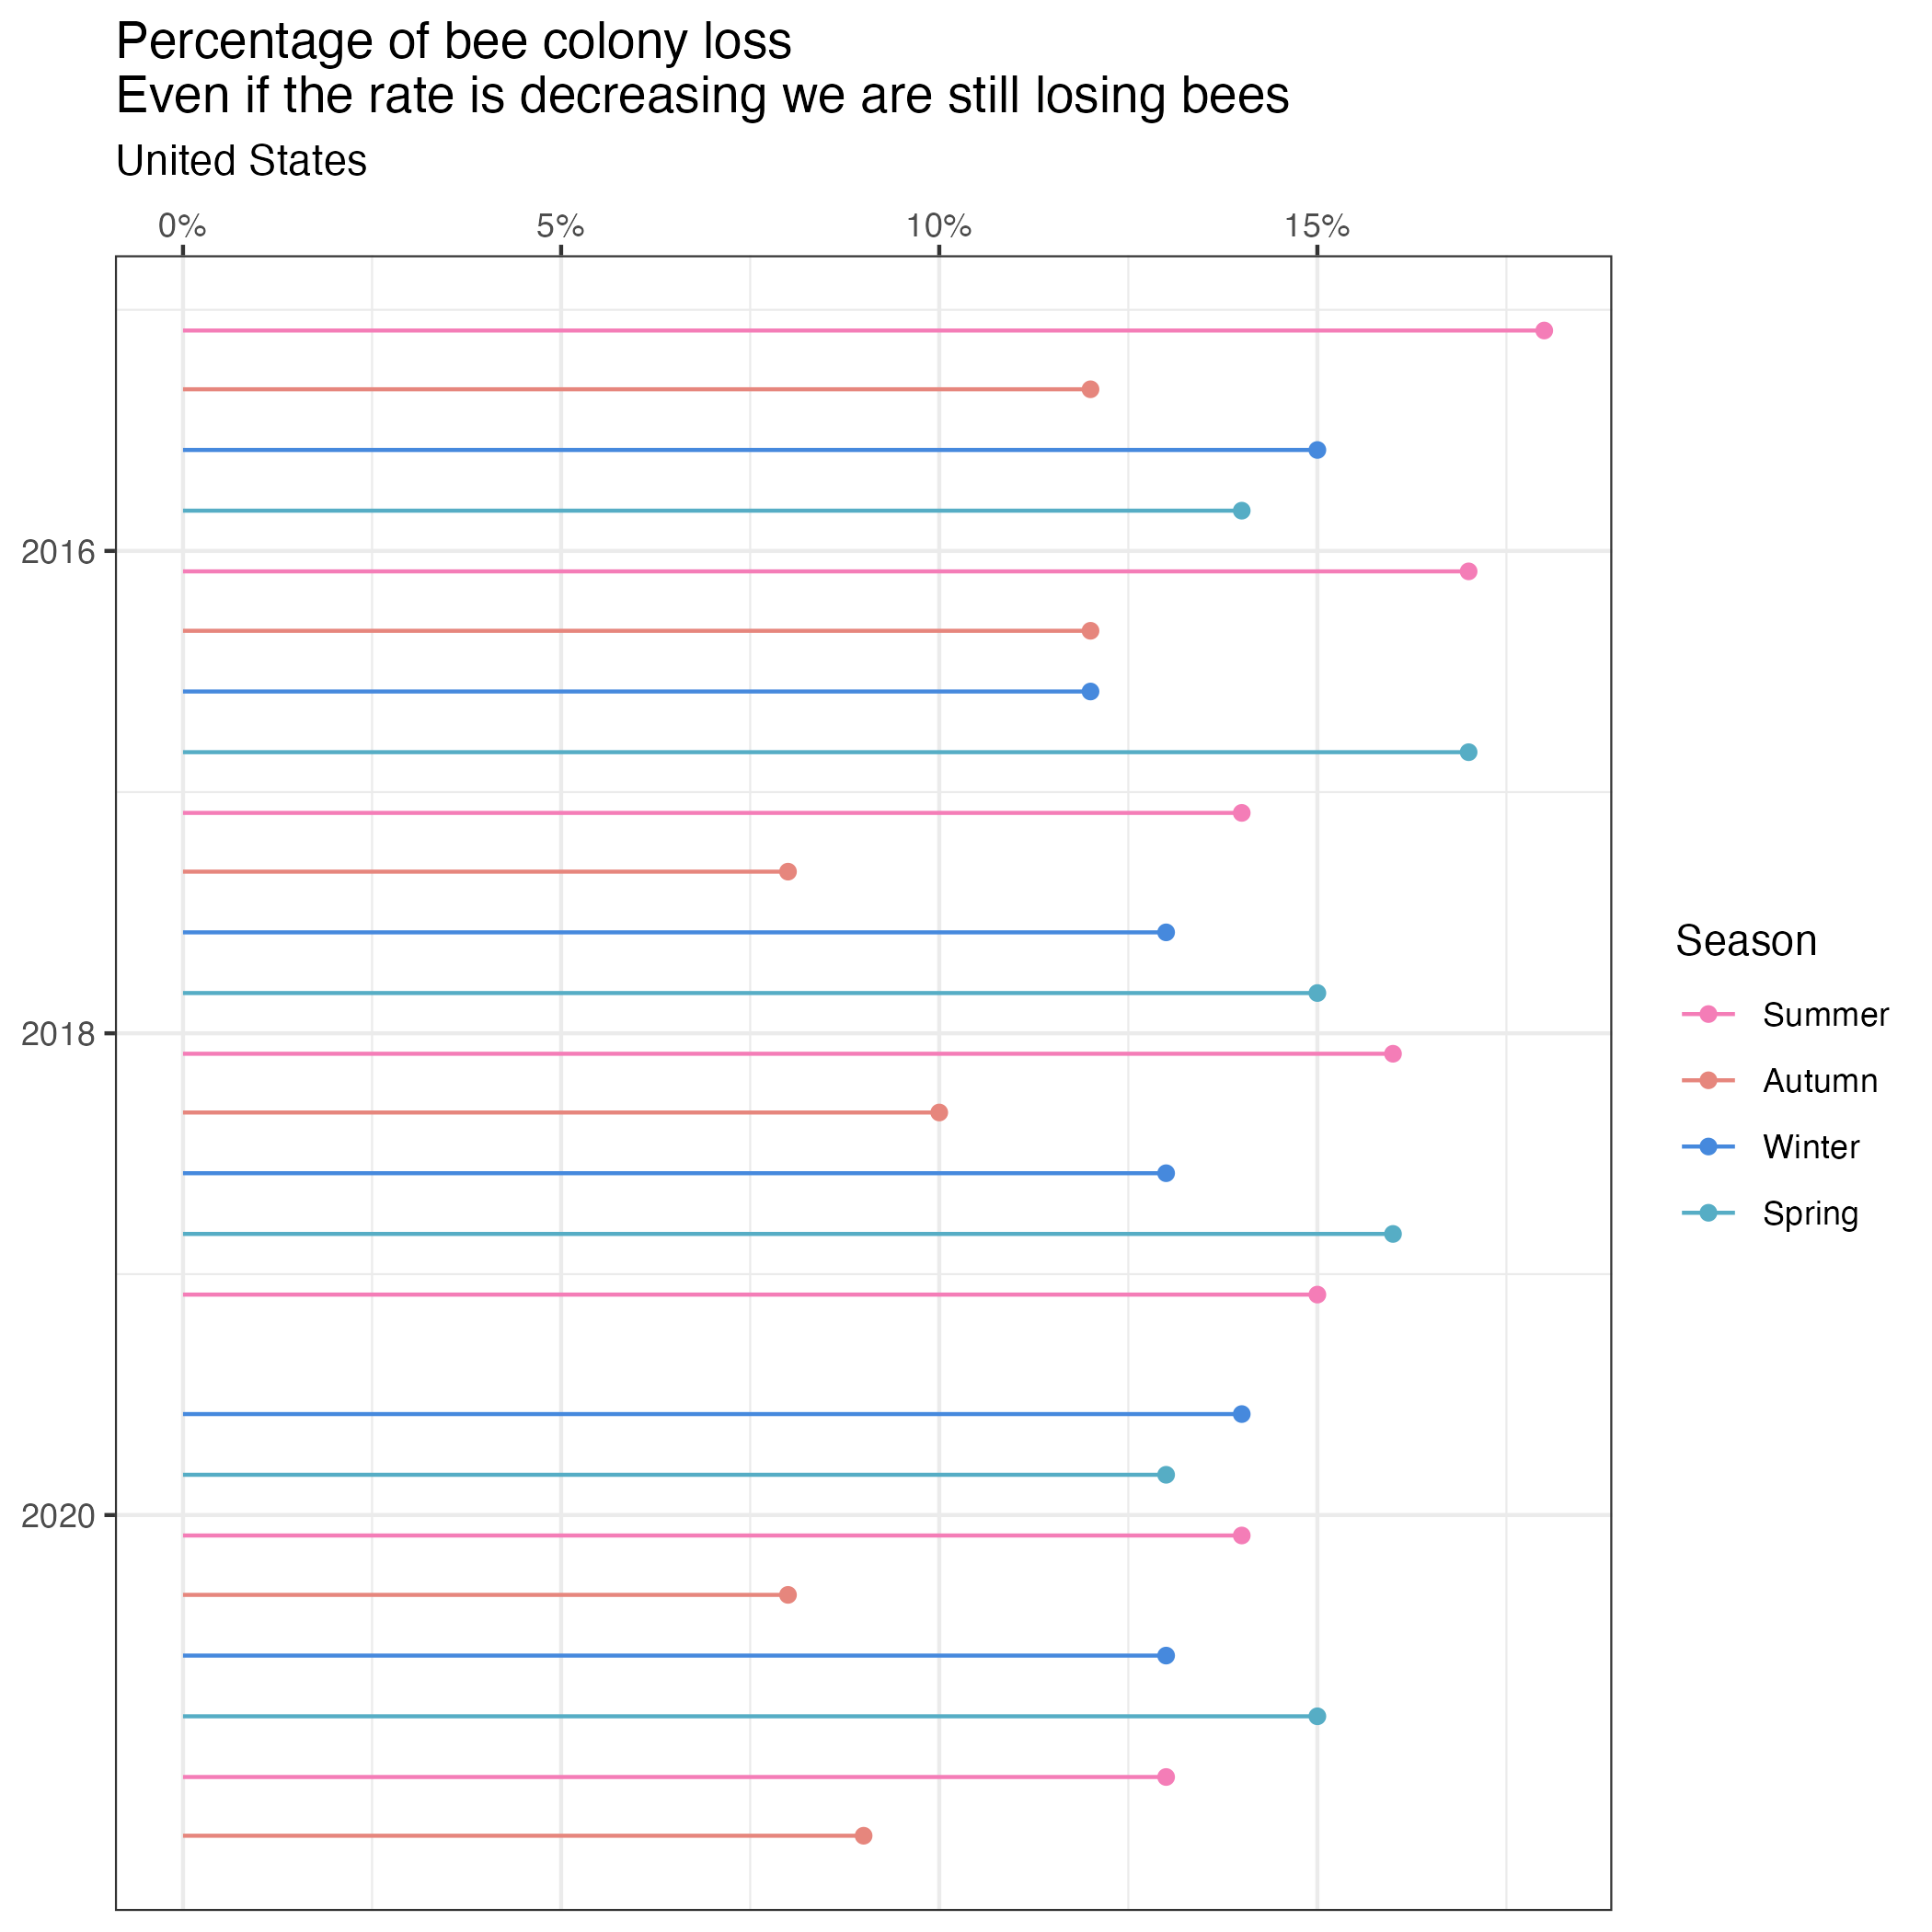 Percentage of bee colony loss
Even if the rate is decreasing we are still losing bees
United States
0% 5% 10% 15%
2016
2018
2020
Season
Summer
Autumn
Winter
Spring